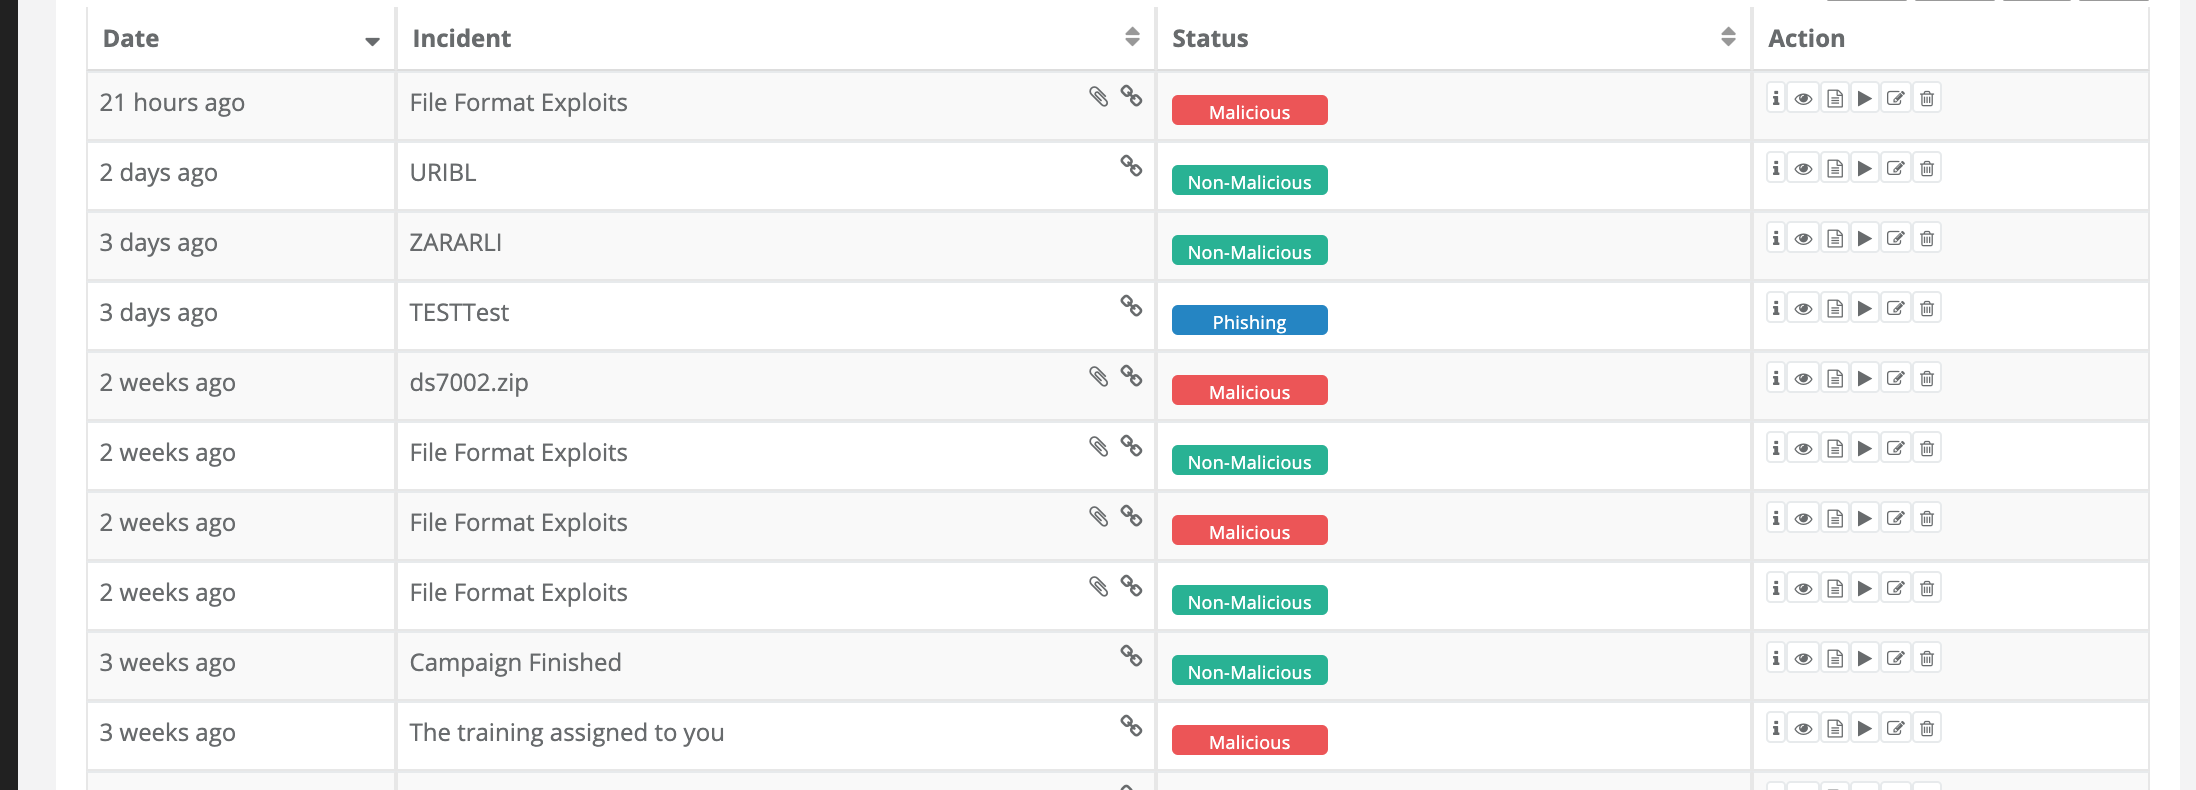 Date Incident Status Action
21 hours ago File Format Exploits Malicious
2 days ago URIBL Non-Malicious
3 days ago ZARARLI Non-Malicious
3 days ago TESTTest Phishing
2 weeks ago ds7002.zip Malicious
2 weeks ago File Format Exploits Non-Malicious
2 weeks ago File Format Exploits Malicious
2 weeks ago File Format Exploits Non-Malicious
3 weeks ago Campaign Finished Non-Malicious
3 weeks ago The training assigned to you Malicious